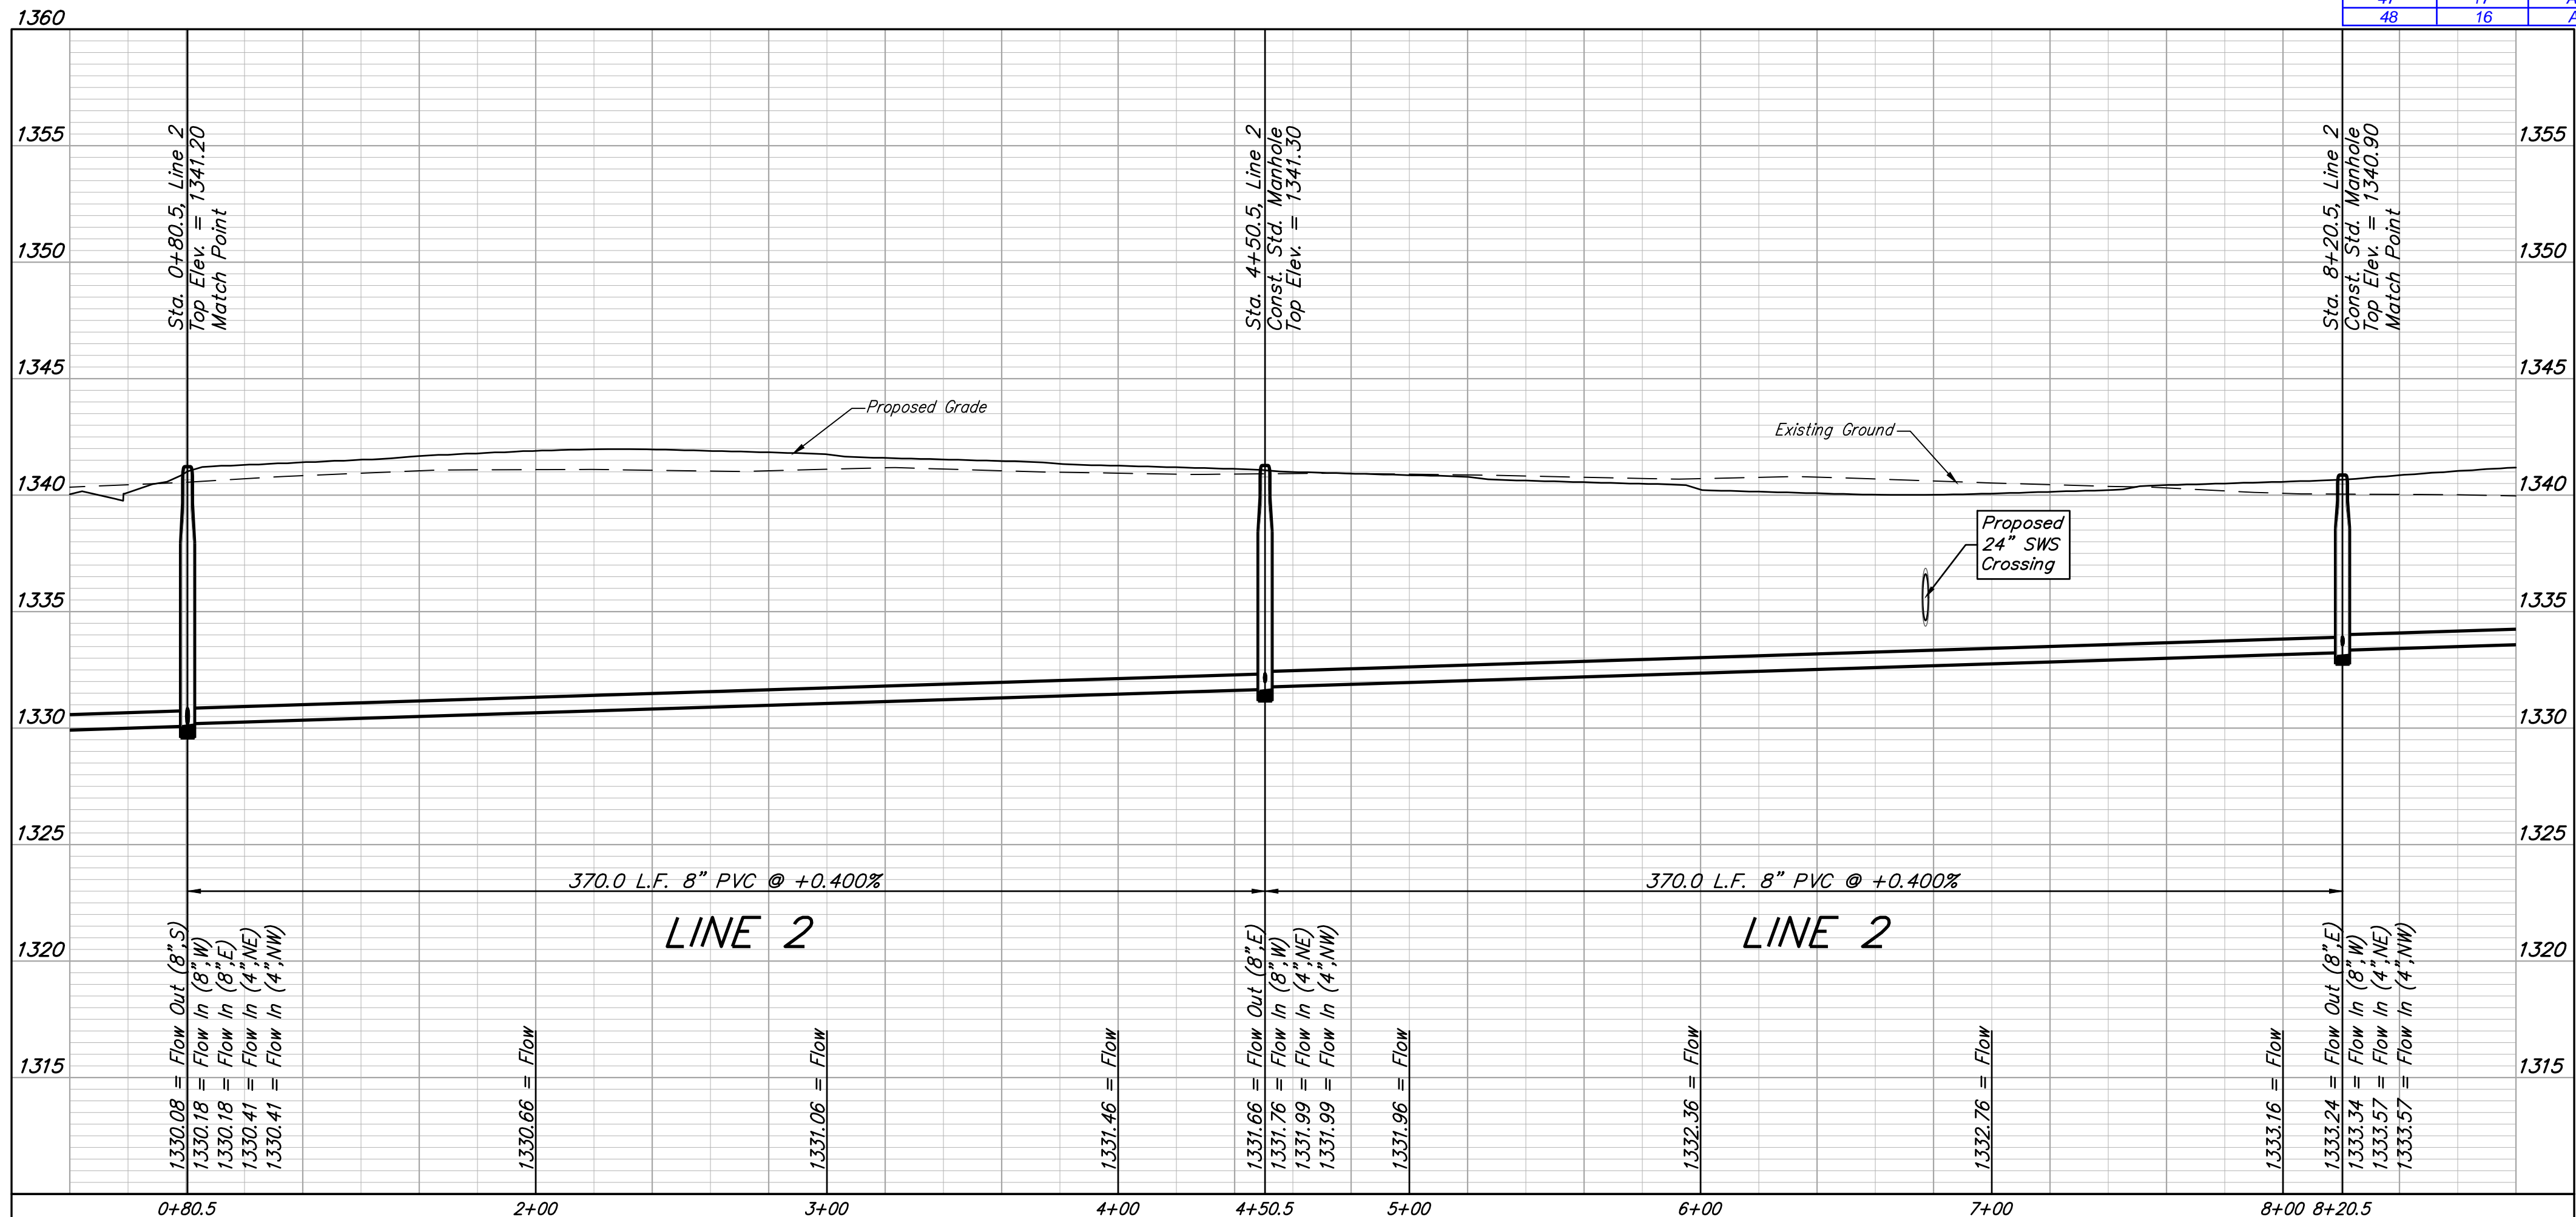 1360
47 17 A
48 16 A
1355
1355
1350
1350
1345
1345
1340
1340
1335
1335
1330
1330
1325
1325
1320
1320
1315
1315
Sta. 0+80.5, Line 2
Top Elev. = 1341.20
Match Point
Sta. 4+50.5, Line 2
Const. Std. Manhole
Top Elev. = 1341.30
Sta. 8+20.5, Line 2
Const. Std. Manhole
Top Elev. = 1340.90
Match Point
Proposed Grade
Existing Ground
Proposed
24" SWS
Crossing
370.0 L.F. 8" PVC @ +0.400%
370.0 L.F. 8" PVC @ +0.400%
LINE 2
LINE 2
1330.08 = Flow Out (8",S)
1330.18 = Flow In (8",W)
1330.18 = Flow In (8",E)
1330.41 = Flow In (4",NE)
1330.41 = Flow In (4",NW)
1330.66 = Flow
1331.06 = Flow
1331.46 = Flow
1331.66 = Flow Out (8",E)
1331.76 = Flow In (8",W)
1331.99 = Flow In (4",NE)
1331.99 = Flow In (4",NW)
1331.96 = Flow
1332.36 = Flow
1332.76 = Flow
1333.16 = Flow
1333.24 = Flow Out (8",E)
1333.34 = Flow In (8",W)
1333.57 = Flow In (4",NE)
1333.57 = Flow In (4",NW)
0+80.5 2+00 3+00 4+00 4+50.5 5+00 6+00 7+00 8+00 8+20.5